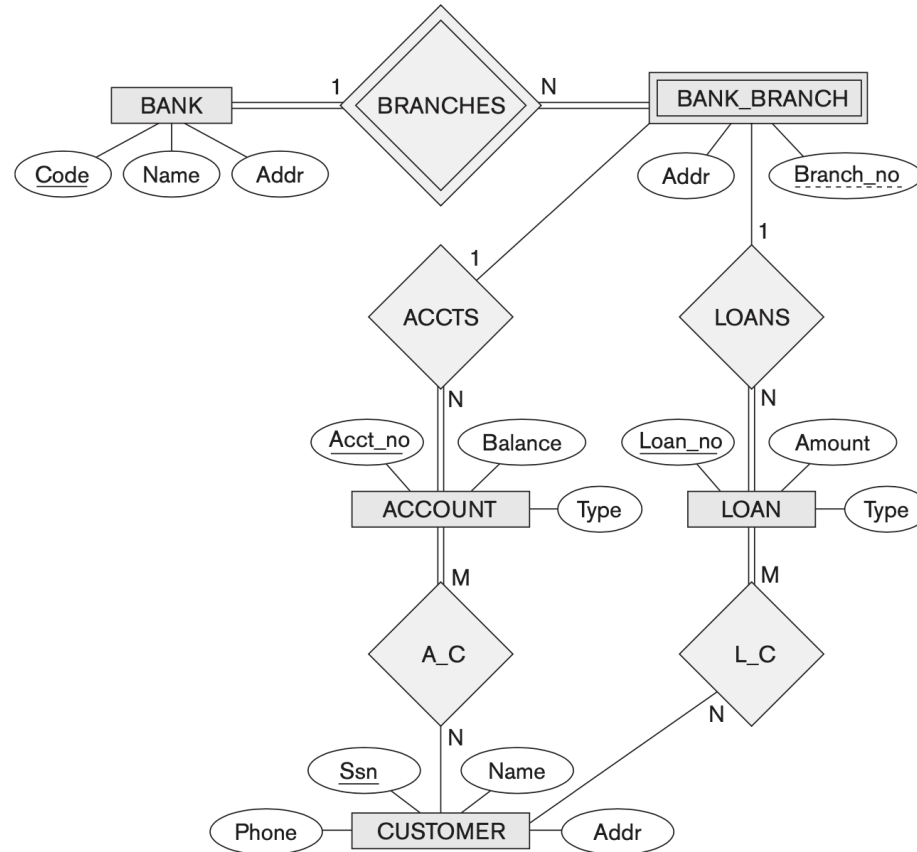 1
N
BANK
BRANCHES
BANK_BRANCH
Code
Name
Addr
Addr
Branch_no
1
1
ACCTS
LOANS
N
N
Acct_no
Balance
Loan_no
Amount
ACCOUNT
Type
LOAN
Type
M
M
A_C
L_C
N
N
Ssn
Name
Phone
CUSTOMER
Addr